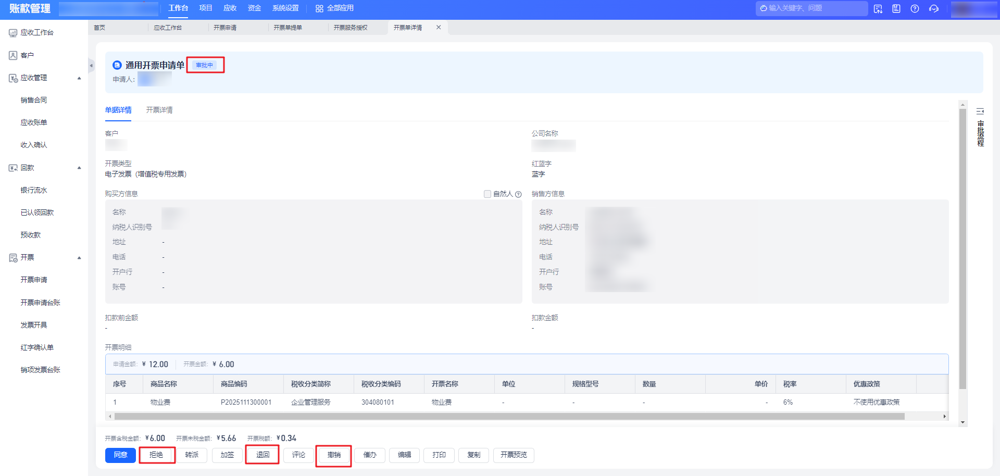 账款管理
工作台 项目 应收 资金 系统设置 全部应用 输入关键字、问题
首页 应收工作台 开票申请 开票单提单 开票服务授权 开票单详情
应收工作台
客户
应收管理
销售合同
应收账单
收入确认
回款
银行流水
已认领回款
预收款
开票
开票申请
开票申请台账
发票开具
红字确认单
销项发票台账
通用开票申请单 审批中
申请人:
单据详情 开票详情
审批流程
客户 公司名称
开票类型 红蓝字
电子发票（增值税专用发票） 蓝字
购买方信息 自然人 销售方信息
名称 名称
纳税人识别号 纳税人识别号
地址 - 地址
电话 - 电话
开户行 - 开户行
账号 - 账号
扣款前金额 扣款金额
- -
开票明细
申请金额: ¥ 12.00 开票金额: ¥ 6.00
序号 商品名称 商品编码 税收分类简称 税收分类编码 开票名称 单位 规格型号 数量 单价 税率 优惠政策
1 物业费 P2025111300001 企业管理服务 304080101 物业费 - - - - 6% 不使用优惠政策
开票含税金额: ¥6.00 开票未税金额: ¥5.66 开票税额: ¥0.34
同意 拒绝 转派 加签 退回 评论 撤销 催办 编辑 打印 复制 开票预览